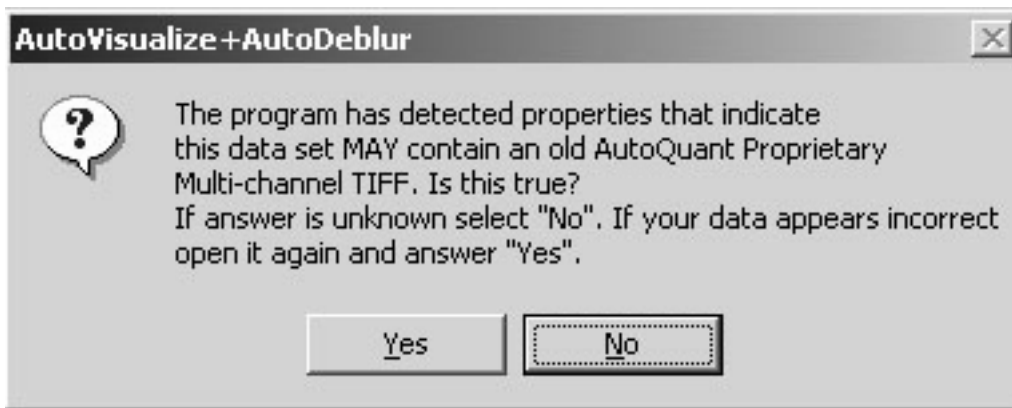 AutoVisualize+AutoDeblur
?
The program has detected properties that indicate
this data set MAY contain an old AutoQuant Proprietary
Multi-channel TIFF. Is this true?
If answer is unknown select "No". If your data appears incorrect
open it again and answer "Yes".
Yes
No